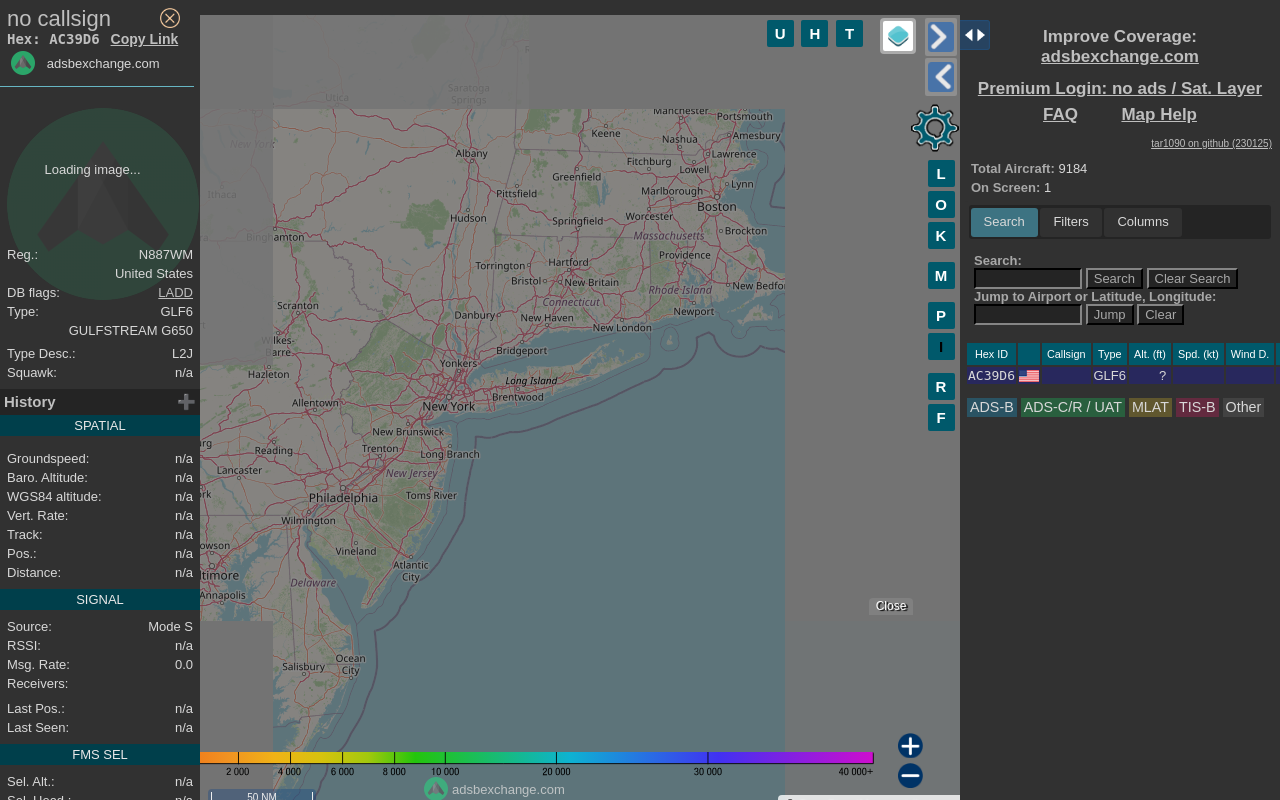 no callsign
Hex: AC39D6 Copy Link
adsbexchange.com
Loading image...
Reg.: N887WM
United States
DB flags: LADD
Type: GLF6
GULFSTREAM G650
Type Desc.: L2J
Squawk: n/a
History
SPATIAL
Groundspeed: n/a
Baro. Altitude: n/a
WGS84 altitude: n/a
Vert. Rate: n/a
Track: n/a
Pos.: n/a
Distance: n/a
SIGNAL
Source: Mode S
RSSI: n/a
Msg. Rate: 0.0
Receivers:
Last Pos.: n/a
Last Seen: n/a
FMS SEL
Sel. Alt.: n/a
Sel. Head.: n/a
U H T
L
O
K
M
P
I
R
F
Utica
Saratoga
Springs
New York
Ithaca
Binghamton
Manchester
Portsmouth
Keene
Nashua
Amesbury
Albany
Fitchburg
Lawrence
Lowell
Greenfield
Pittsfield
Marlborough
Lynn
Boston
Hudson
Springfield
Worcester
Massachusetts
Brockton
Providence
Torrington
Hartford
Bristol
New Britain
Rhode Island
New Bedfor
Scranton
Connecticut
Danbury
New Haven
Newport
New London
Wilkes-
Barre
Bridgeport
Hazleton
Yonkers
Long Island
Allentown
New York
Brentwood
New Brunswick
Reading
Trenton
Long Branch
Lancaster
New Jersey
Philadelphia
Toms River
Wilmington
owson
Vineland
ltimore
Atlantic
City
Delaware
Annapolis
Salisbury
Ocean
City
Close
2 000 4 000 6 000 8 000 10 000 20 000 30 000 40 000+
adsbexchange.com
50 NM
Improve Coverage:
adsbexchange.com
Premium Login: no ads / Sat. Layer
FAQ Map Help
tar1090 on github (230125)
Total Aircraft: 9184
On Screen: 1
Search Filters Columns
Search:
Search Clear Search
Jump to Airport or Latitude, Longitude:
Jump Clear
Hex ID Callsign Type Alt. (ft) Spd. (kt) Wind D.
AC39D6 GLF6 ?
ADS-B ADS-C/R / UAT MLAT TIS-B Other